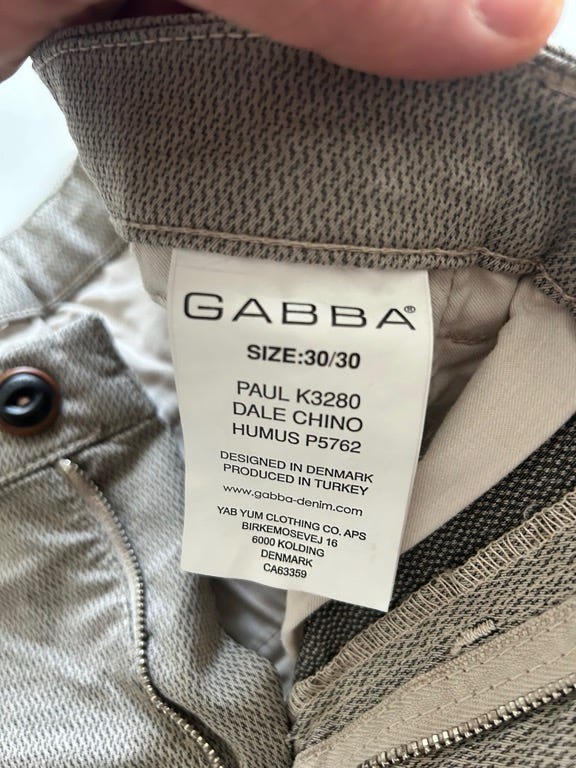 GABBA®
SIZE:30/30
PAUL K3280
DALE CHINO
HUMUS P5762
DESIGNED IN DENMARK
PRODUCED IN TURKEY
www.gabba-denim.com
YAB YUM CLOTHING CO. APS
BIRKEMOSEVEJ 16
6000 KOLDING
DENMARK
CA63359